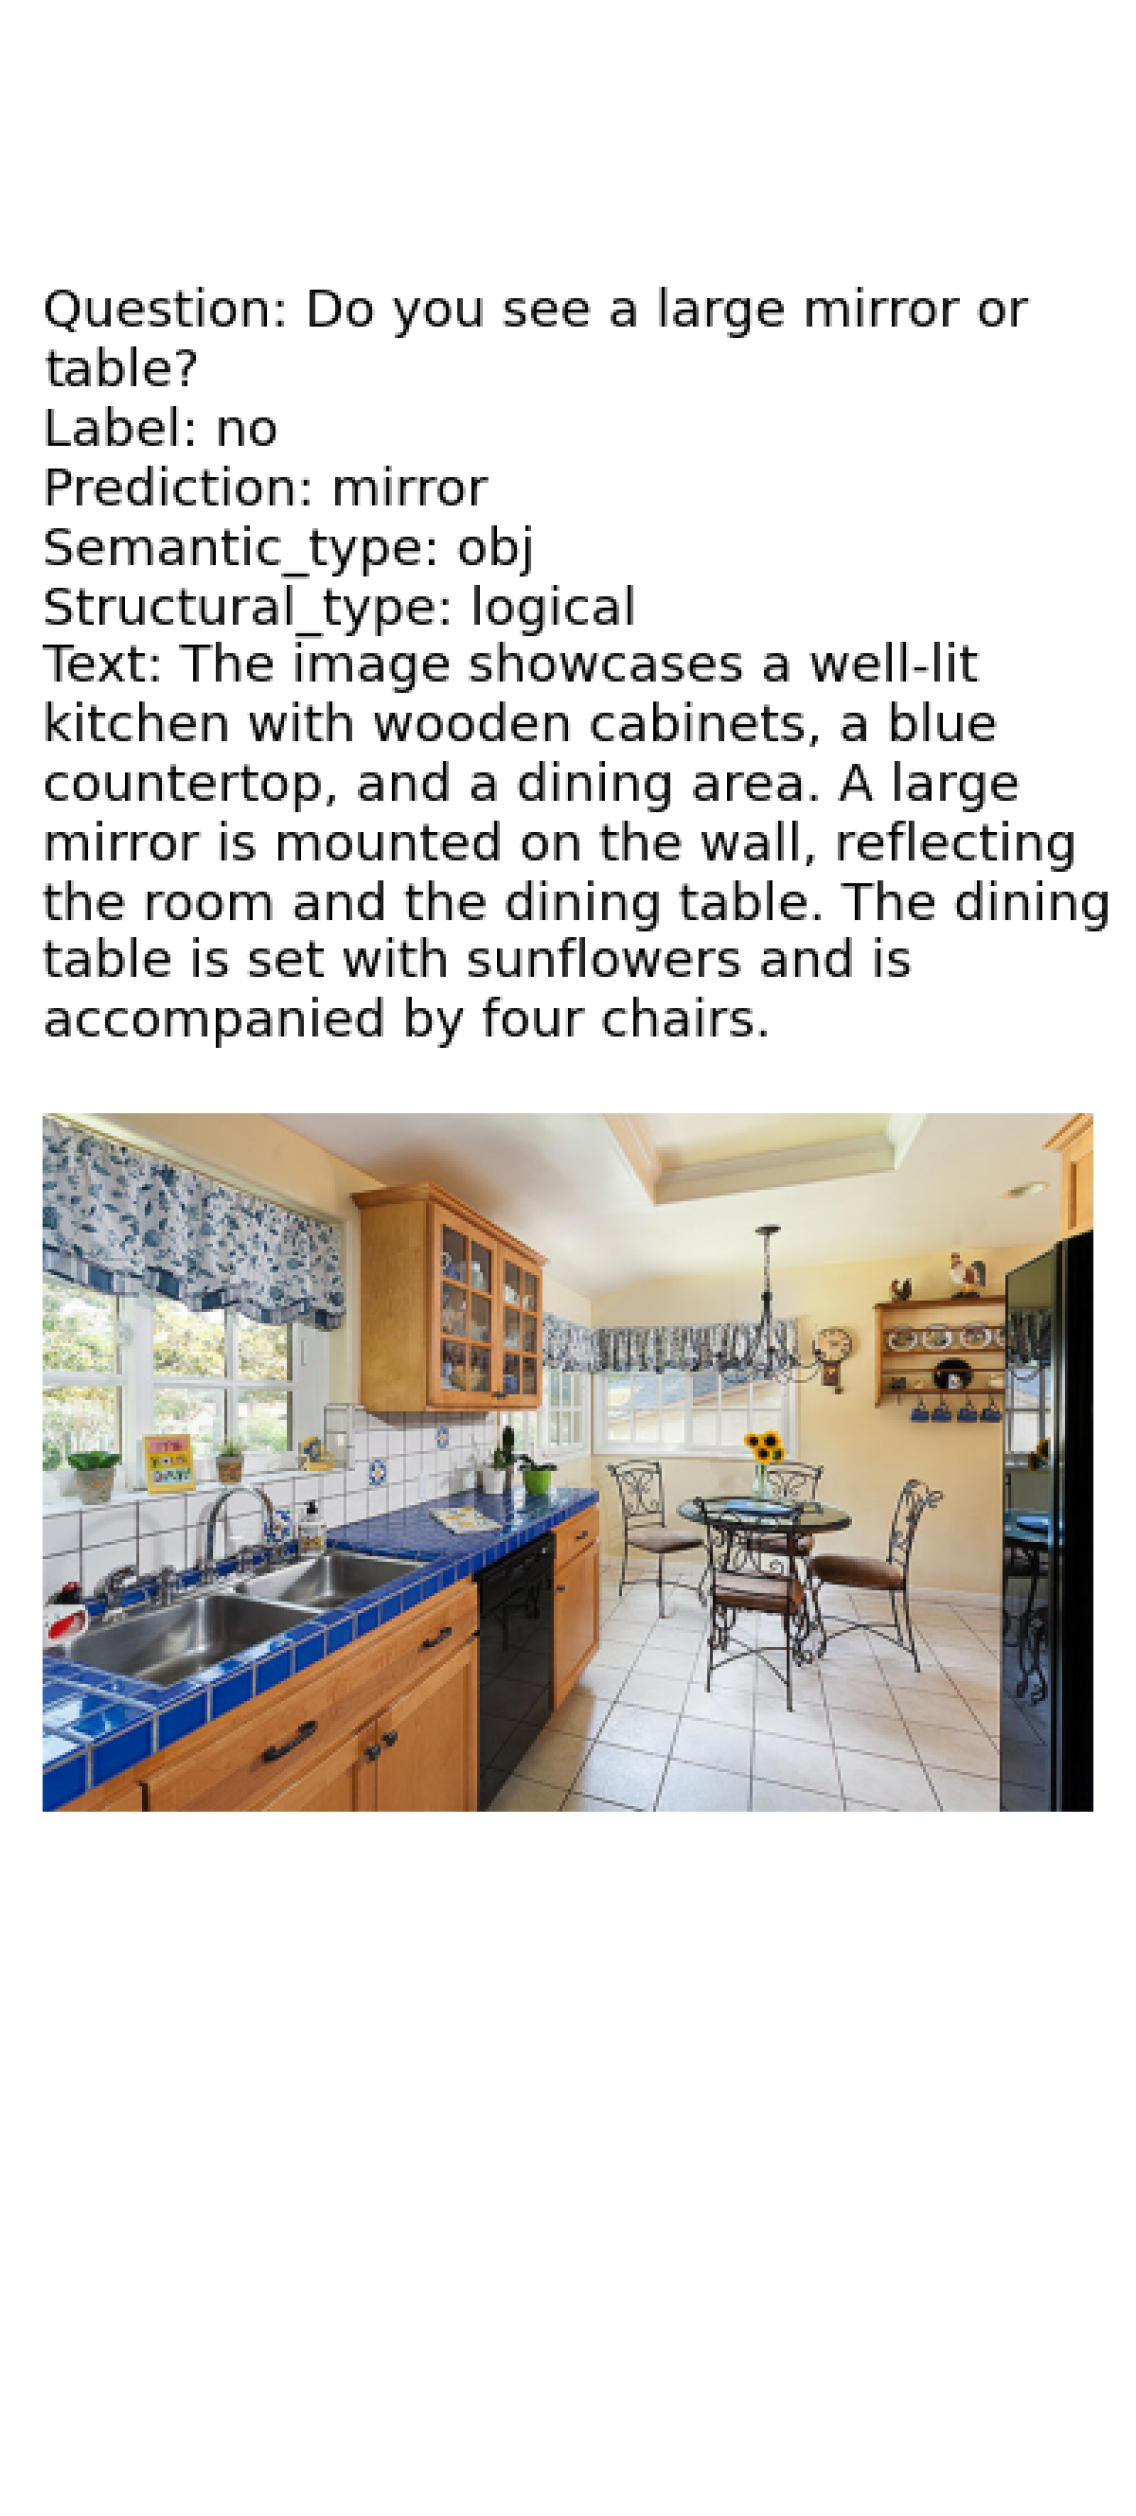 Question: Do you see a large mirror or
table?
Label: no
Prediction: mirror
Semantic_type: obj
Structural_type: logical
Text: The image showcases a well-lit
kitchen with wooden cabinets, a blue
countertop, and a dining area. A large
mirror is mounted on the wall, reflecting
the room and the dining table. The dining
table is set with sunflowers and is
accompanied by four chairs.